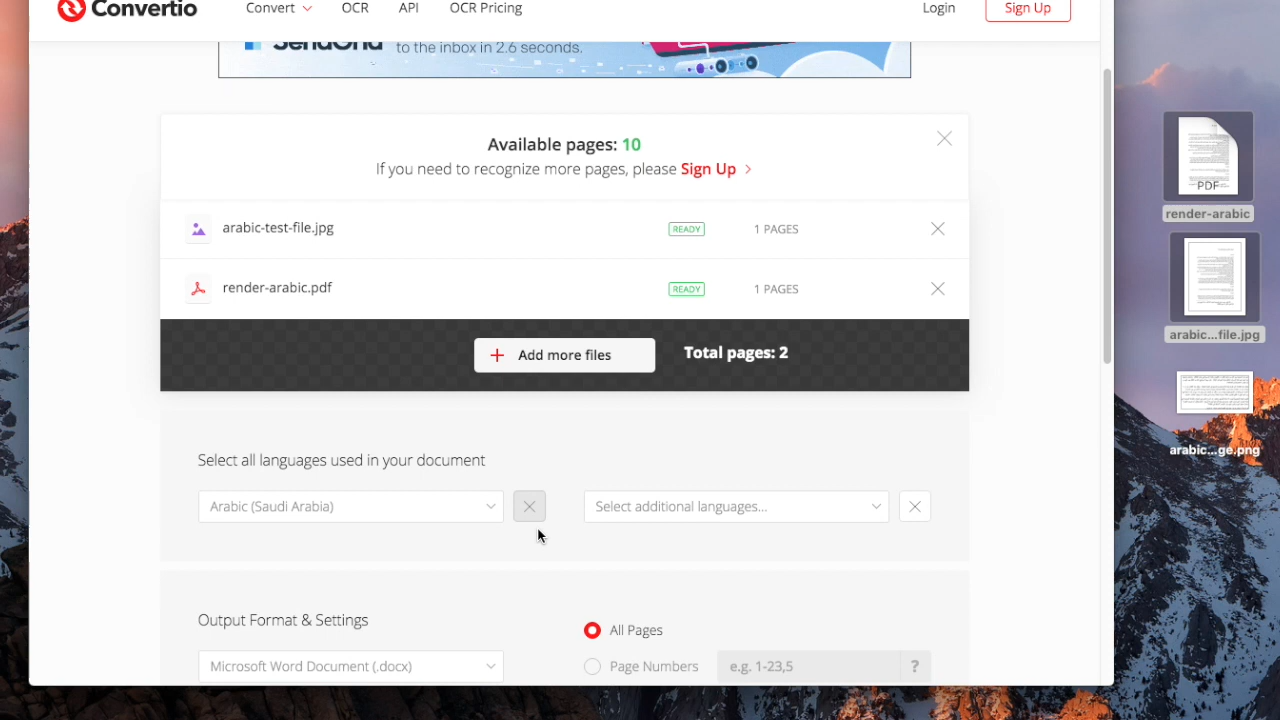 Convertio
Convert
OCR
API
OCR Pricing
Login
Sign Up
SendGrid
to the inbox in 2.6 seconds.
Available pages: 10
If you need to recognize more pages, please Sign Up
arabic-test-file.jpg
READY
1 PAGES
render-arabic.pdf
READY
1 PAGES
Add more files
Total pages: 2
Select all languages used in your document
Arabic (Saudi Arabia)
Select additional languages...
Output Format & Settings
All Pages
Microsoft Word Document (.docx)
Page Numbers
e.g. 1-23,5
?
PDF
render-arabic
arabic...file.jpg
arabic...ge.png